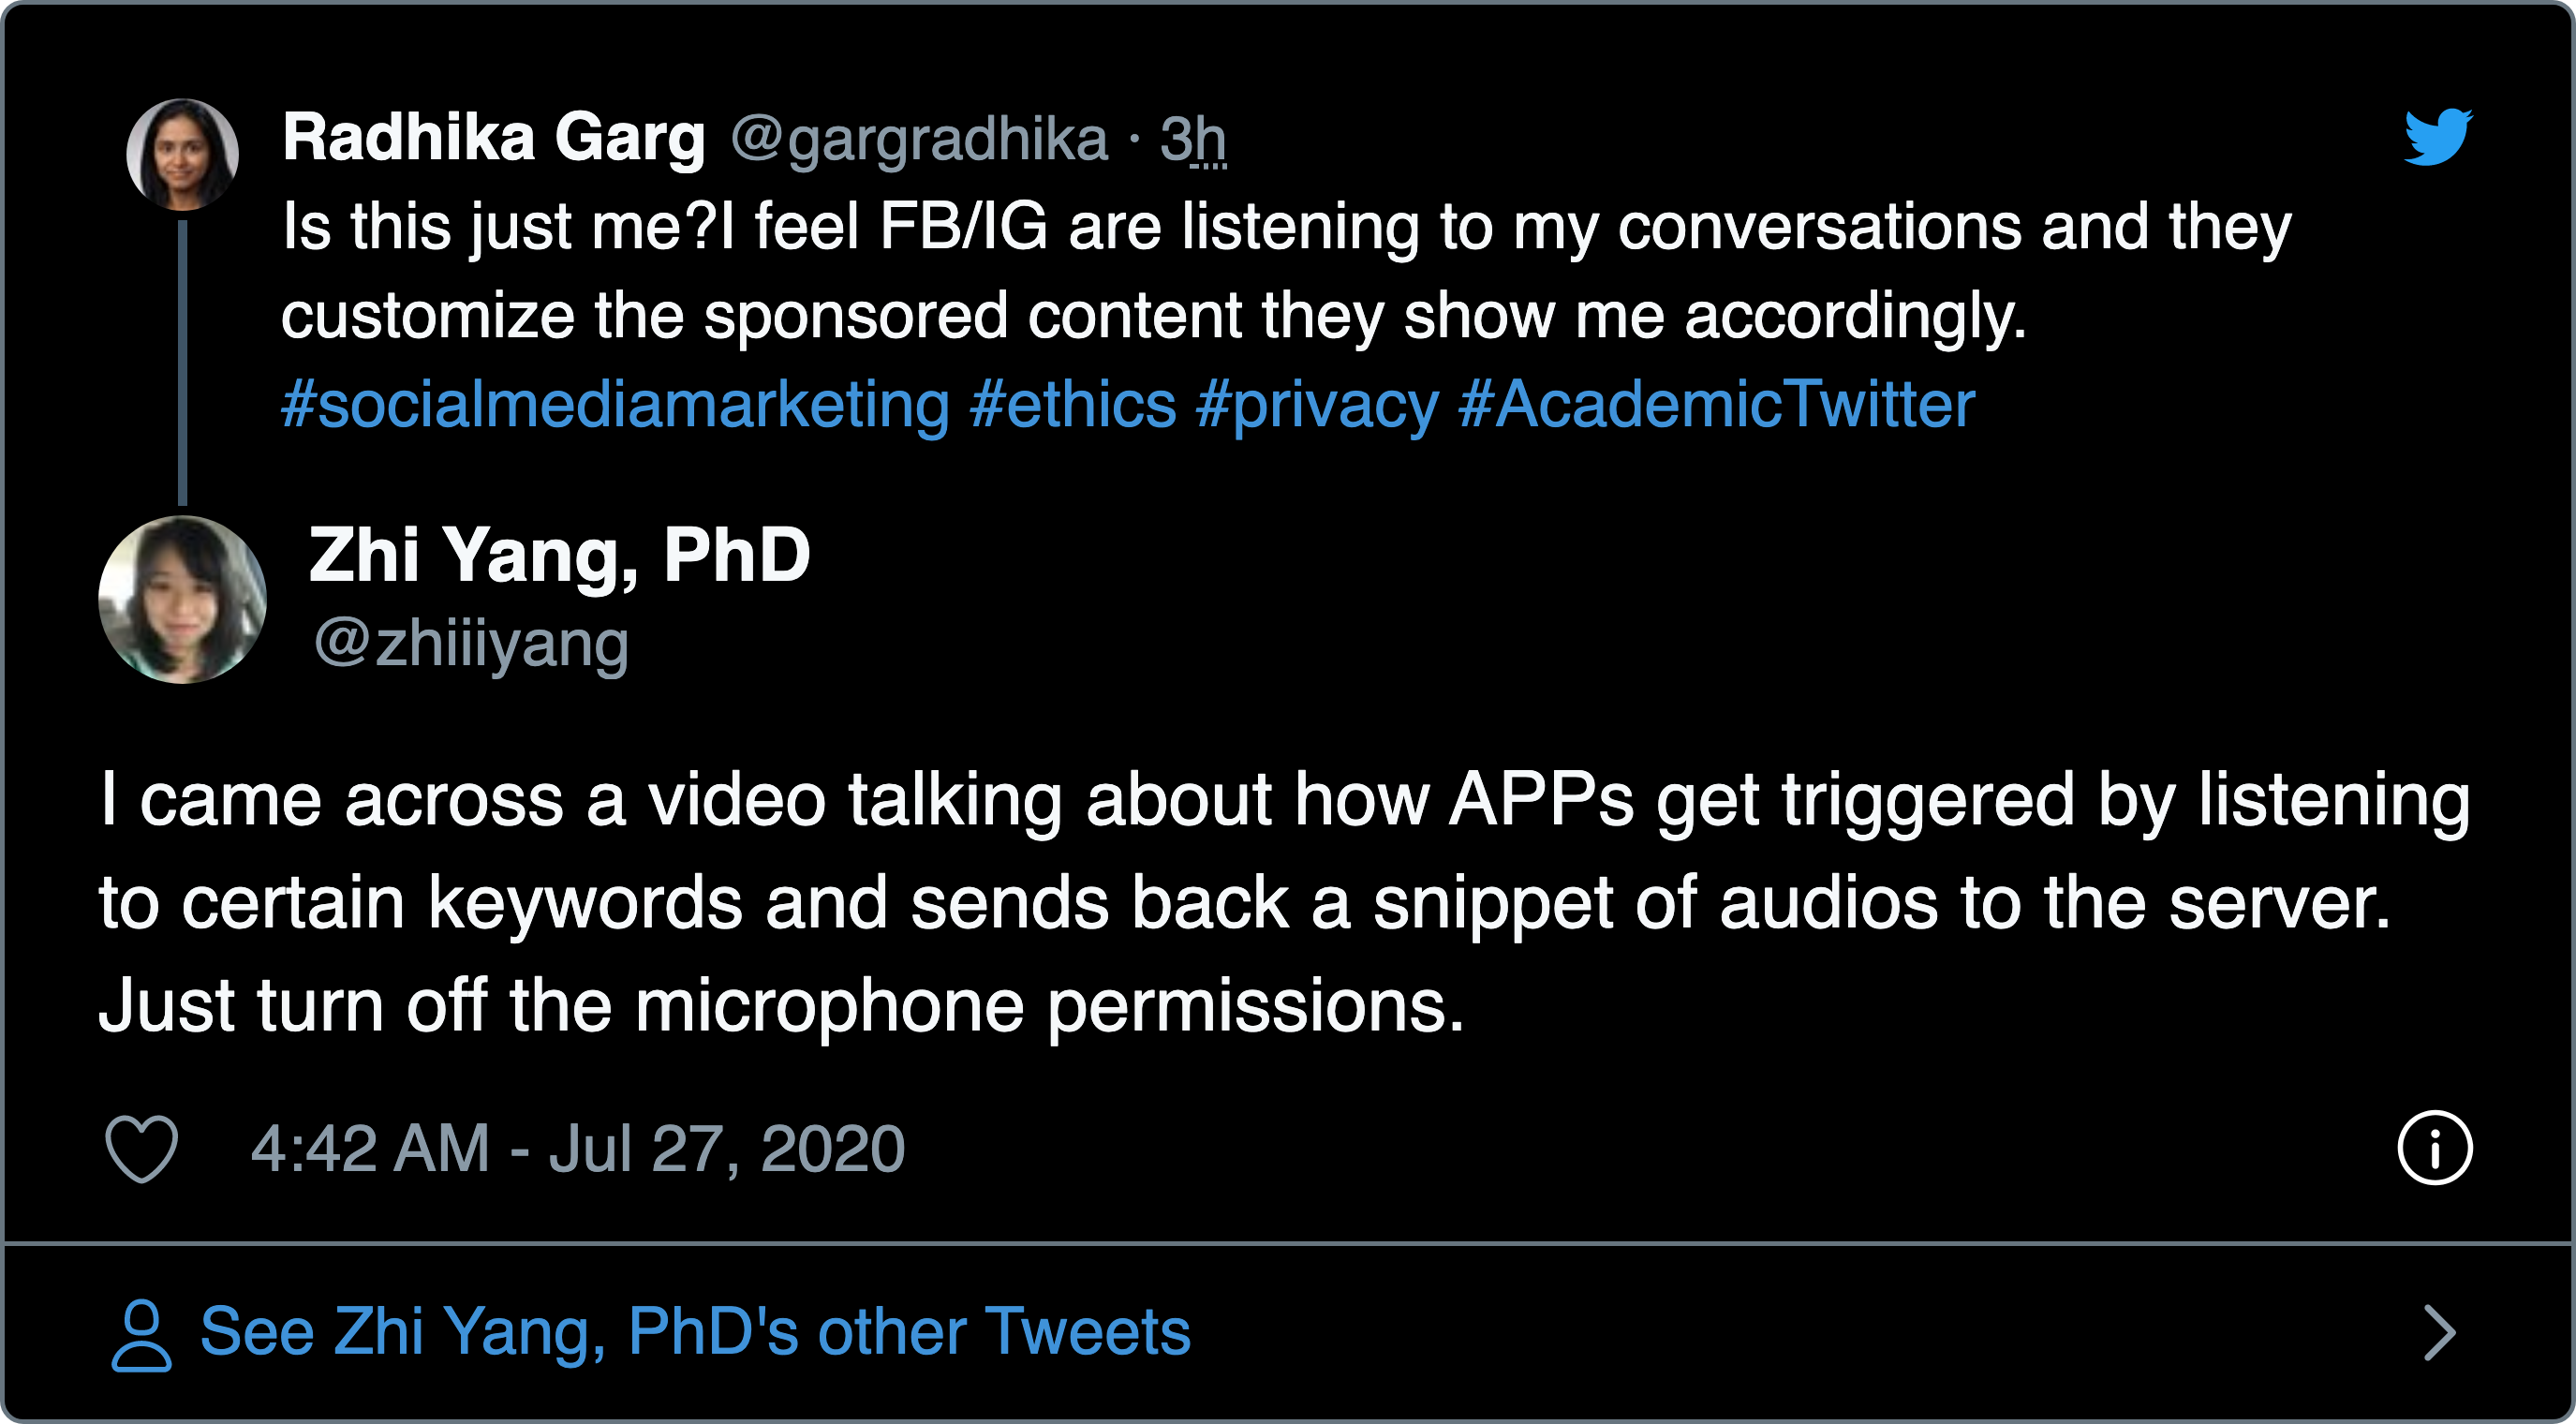 Radhika Garg @gargradhika · 3h
Is this just me?I feel FB/IG are listening to my conversations and they
customize the sponsored content they show me accordingly.
#socialmediamarketing #ethics #privacy #AcademicTwitter
Zhi Yang, PhD
@zhiiiyang
I came across a video talking about how APPs get triggered by listening
to certain keywords and sends back a snippet of audios to the server.
Just turn off the microphone permissions.
4:42 AM - Jul 27, 2020
See Zhi Yang, PhD's other Tweets